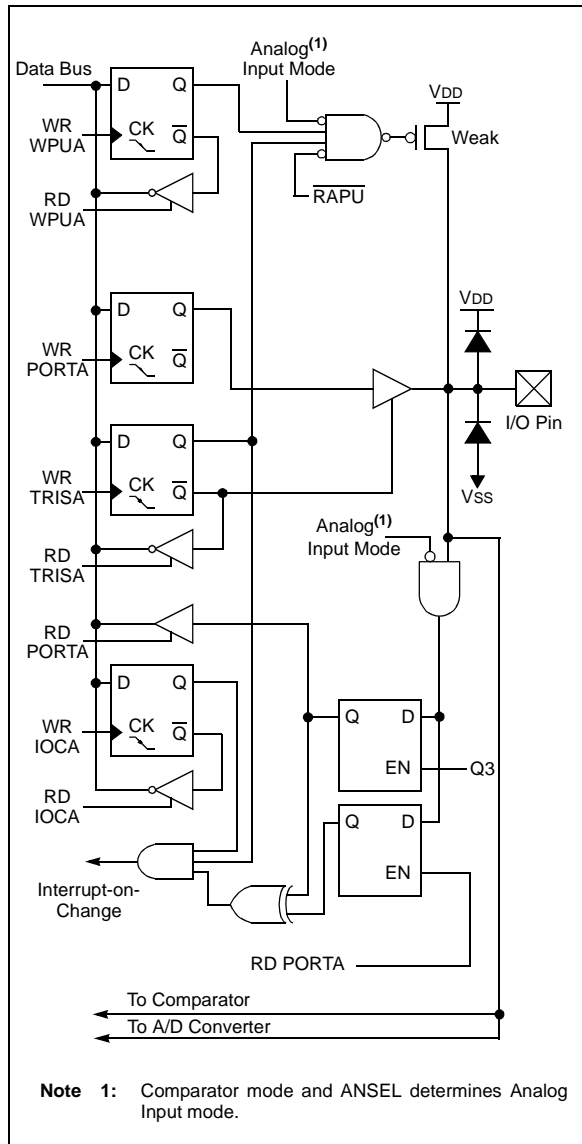 Analog(1)
Input Mode
Data Bus
D Q
VDD
WR
WPUA
CK Q
Weak
RD
WPUA
RAPU
D Q
VDD
WR
PORTA
CK Q
I/O Pin
D Q
WR
TRISA
CK Q
VSS
Analog(1)
Input Mode
RD
TRISA
RD
PORTA
D Q
WR
IOCA
CK Q
Q D
EN
Q3
RD
IOCA
Q D
EN
Interrupt-on-
Change
RD PORTA
To Comparator
To A/D Converter
Note 1: Comparator mode and ANSEL determines Analog
Input mode.